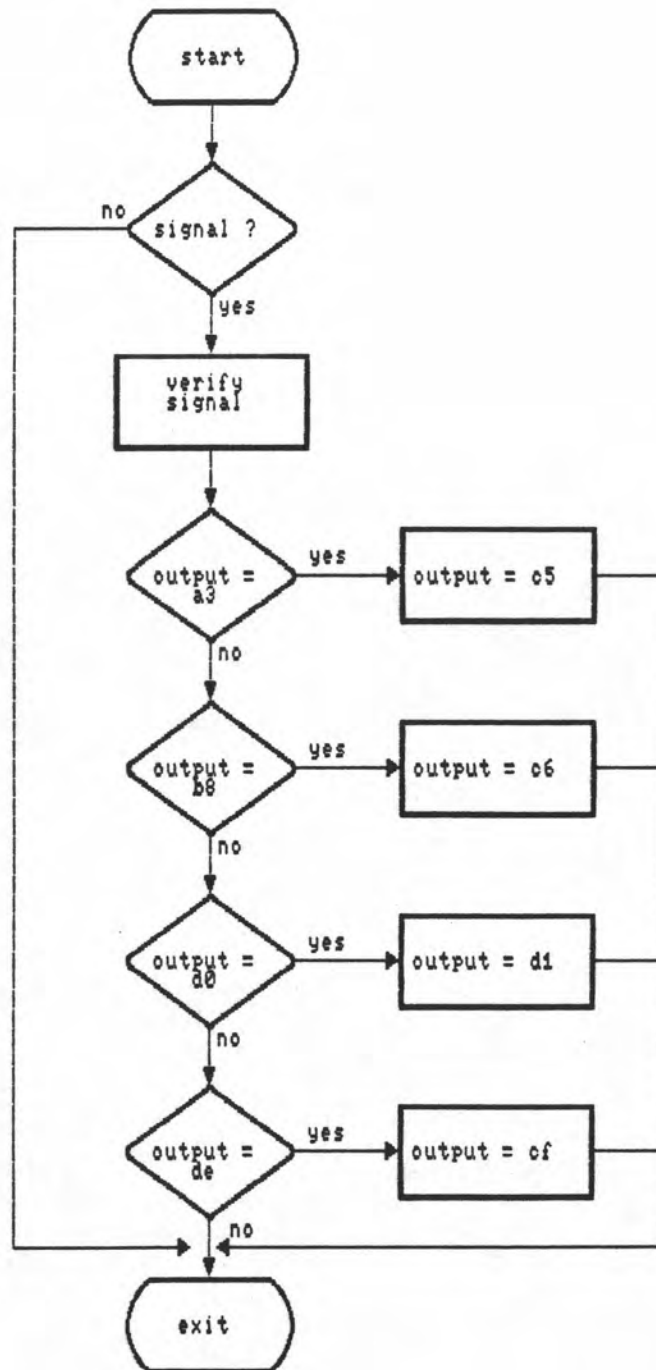 start
no
signal ?
yes
verify
signal
output =
a3
yes
output = c5
no
output =
b8
yes
output = c6
no
output =
d0
yes
output = d1
no
output =
de
yes
output = cf
no
exit